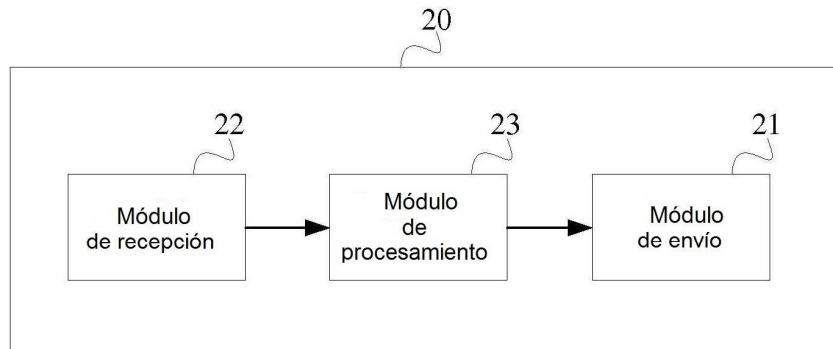 20
22
23
21
Módulo
de recepción
Módulo
de
procesamiento
Módulo
de envío